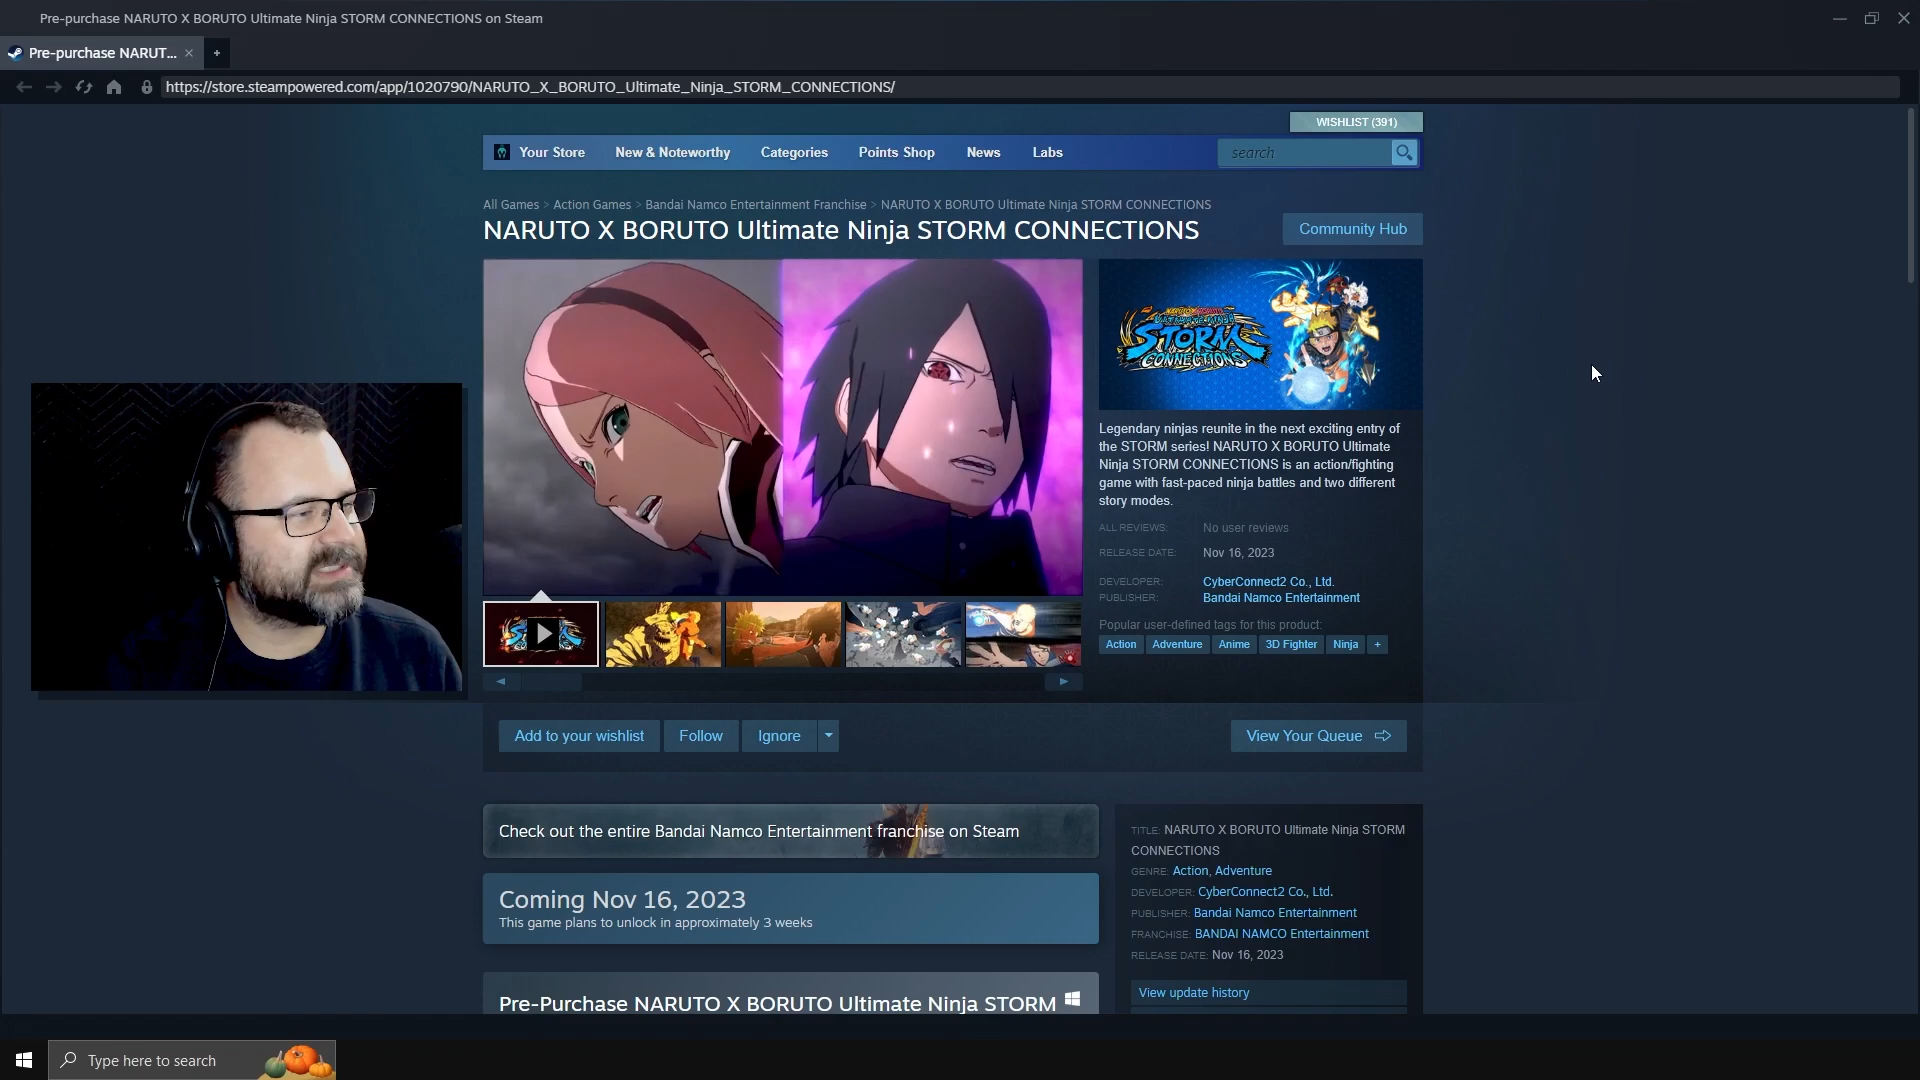 Pre-purchase NARUTO X BORUTO Ultimate Ninja STORM CONNECTIONS on Steam
Pre-purchase NARUT...
https://store.steampowered.com/app/1020790/NARUTO_X_BORUTO_Ultimate_Ninja_STORM_CONNECTIONS/
WISHLIST (391)
Your Store New & Noteworthy Categories Points Shop News Labs search
All Games > Action Games > Bandai Namco Entertainment Franchise > NARUTO X BORUTO Ultimate Ninja STORM CONNECTIONS
NARUTO X BORUTO Ultimate Ninja STORM CONNECTIONS
Community Hub
NARUTO X BORUTO
ULTIMATE NINJA
STORM
CONNECTIONS
Legendary ninjas reunite in the next exciting entry of
the STORM series! NARUTO X BORUTO Ultimate
Ninja STORM CONNECTIONS is an action/fighting
game with fast-paced ninja battles and two different
story modes.
ALL REVIEWS: No user reviews
RELEASE DATE: Nov 16, 2023
DEVELOPER: CyberConnect2 Co., Ltd.
PUBLISHER: Bandai Namco Entertainment
Popular user-defined tags for this product:
Action Adventure Anime 3D Fighter Ninja +
Add to your wishlist Follow Ignore View Your Queue
Check out the entire Bandai Namco Entertainment franchise on Steam
Coming Nov 16, 2023
This game plans to unlock in approximately 3 weeks
Pre-Purchase NARUTO X BORUTO Ultimate Ninja STORM
TITLE: NARUTO X BORUTO Ultimate Ninja STORM
CONNECTIONS
GENRE: Action, Adventure
DEVELOPER: CyberConnect2 Co., Ltd.
PUBLISHER: Bandai Namco Entertainment
FRANCHISE: BANDAI NAMCO Entertainment
RELEASE DATE: Nov 16, 2023
View update history
Type here to search